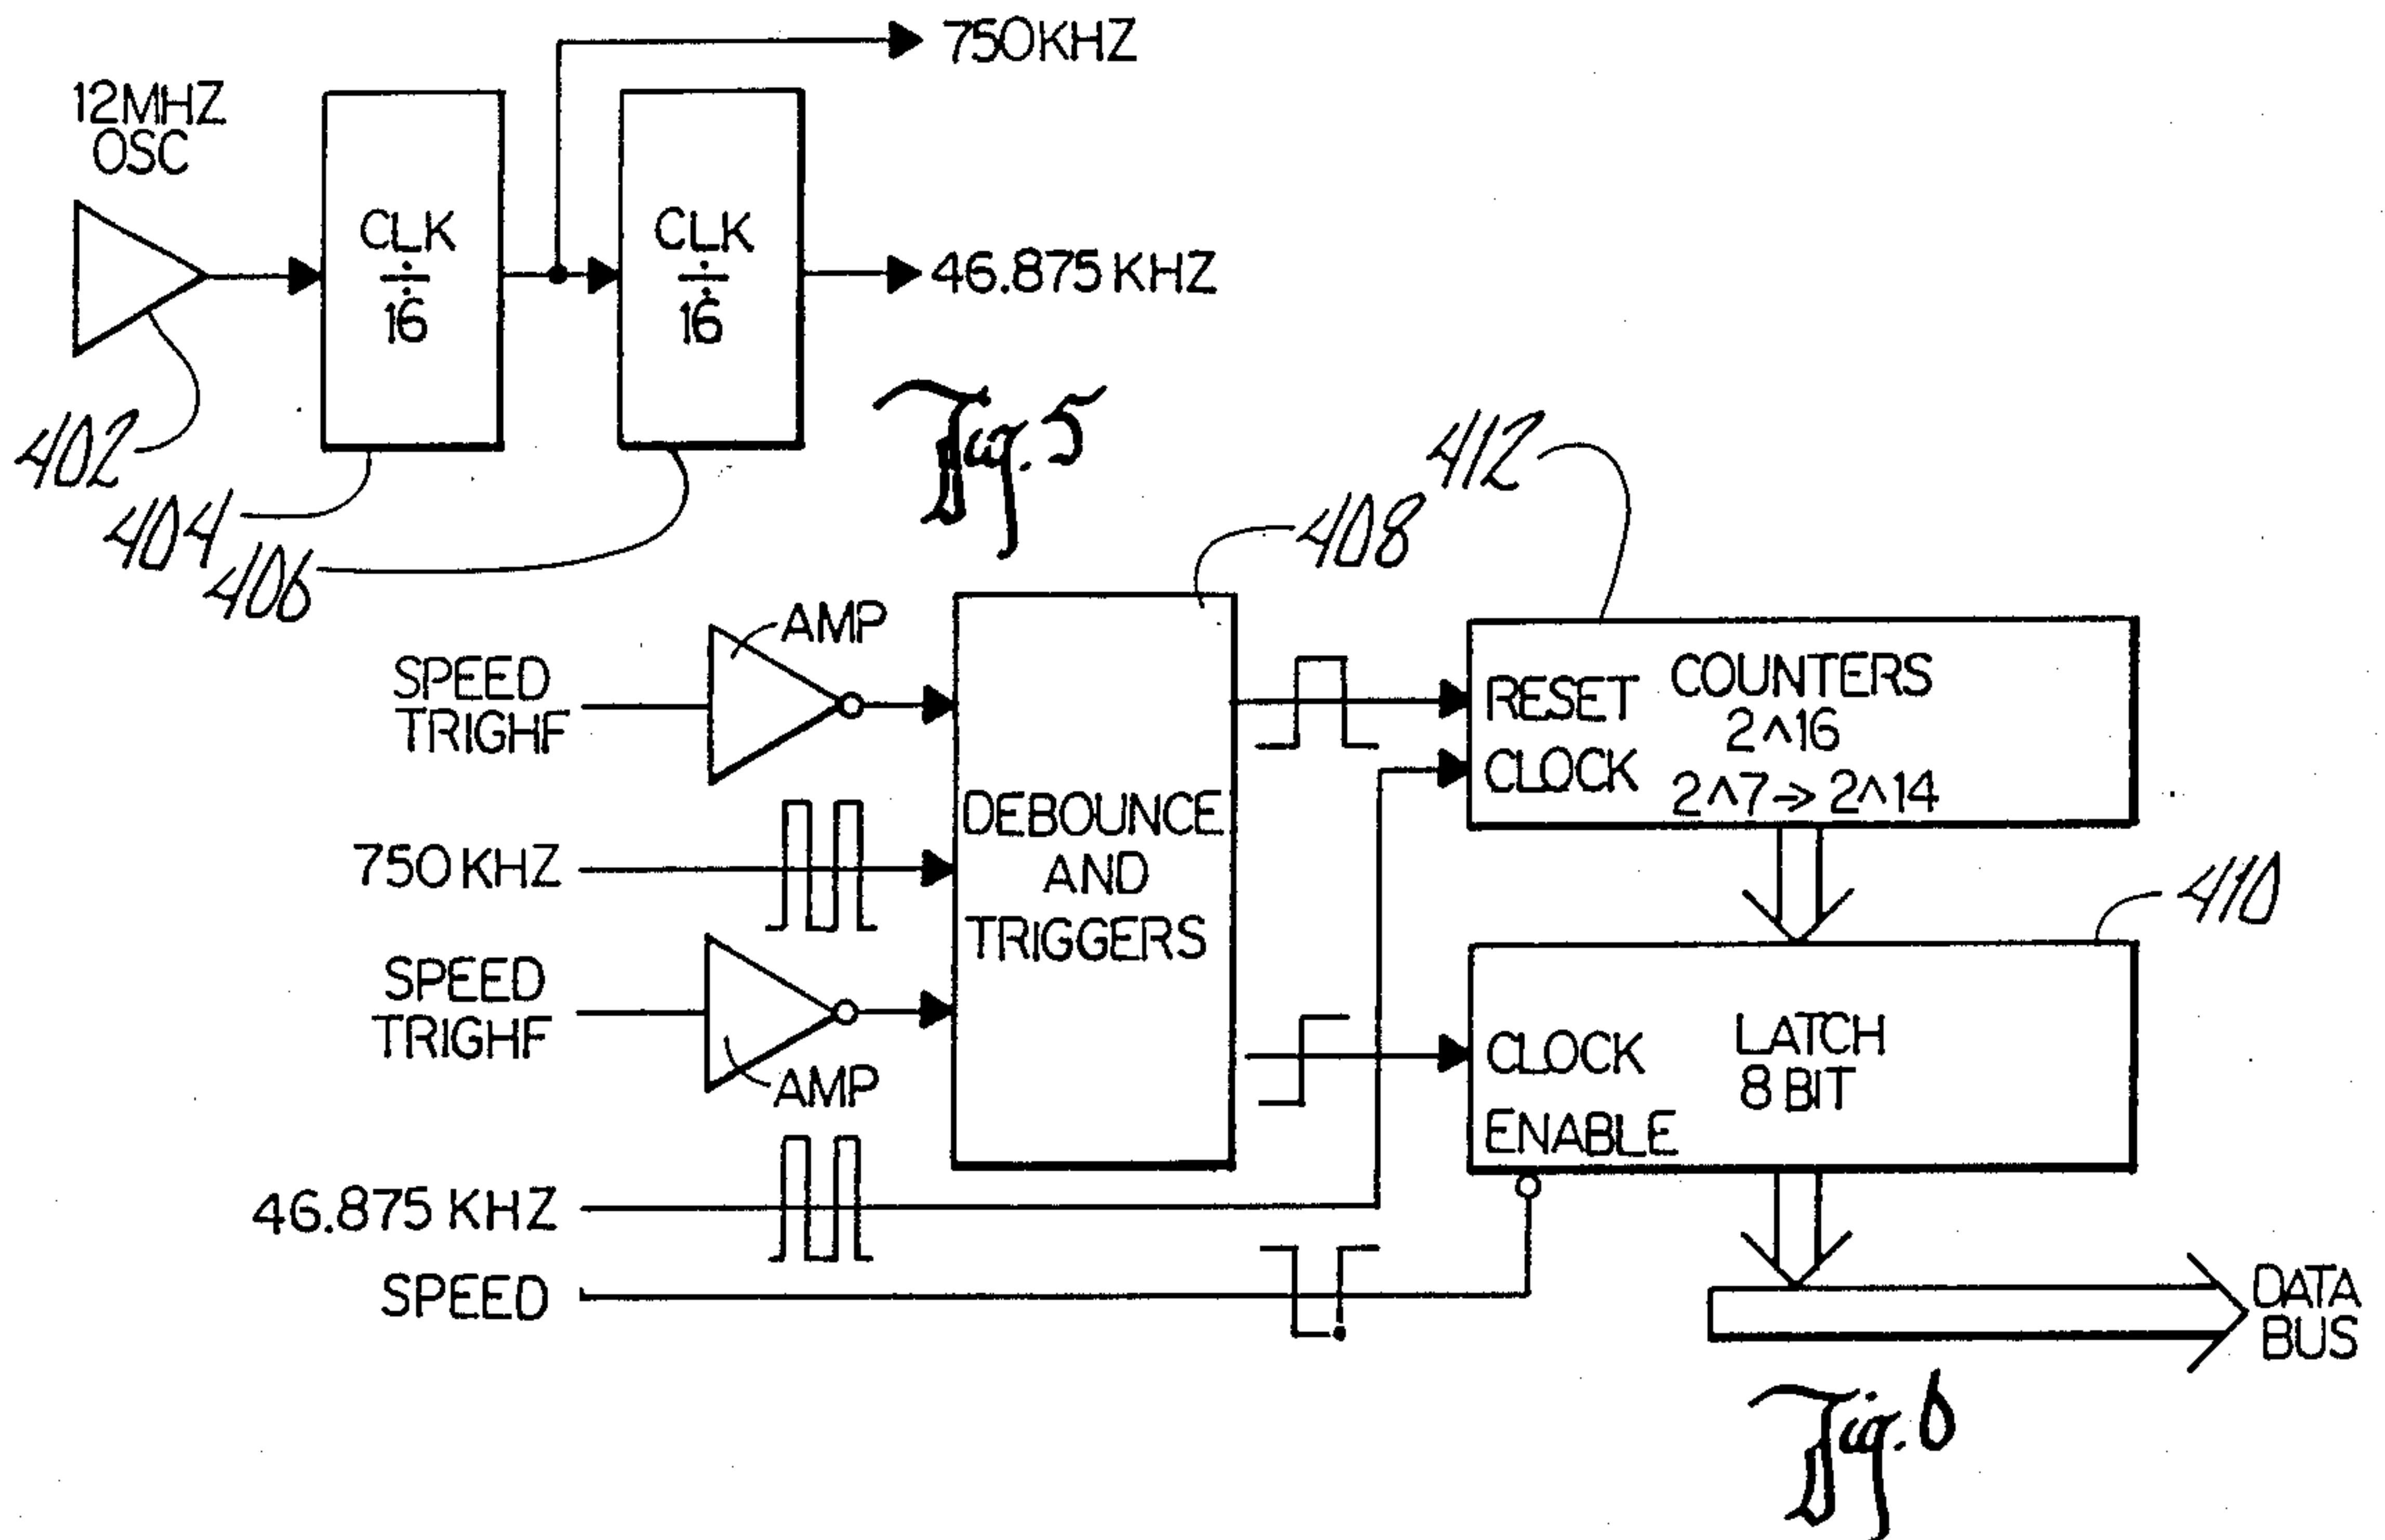 750KHZ
12MHZ
OSC
CLK
÷
16
CLK
÷
16
46.875 KHZ
402
404
406
Fig. 5
412
408
AMP
SPEED
TRIGHF
RESET
COUNTERS
2^16
CLOCK
2^7→2^14
750 KHZ
DEBOUNCE
AND
TRIGGERS
410
SPEED
TRIGHF
AMP
CLOCK
LATCH
8 BIT
ENABLE
46.875 KHZ
SPEED
DATA
BUS
Fig. 6